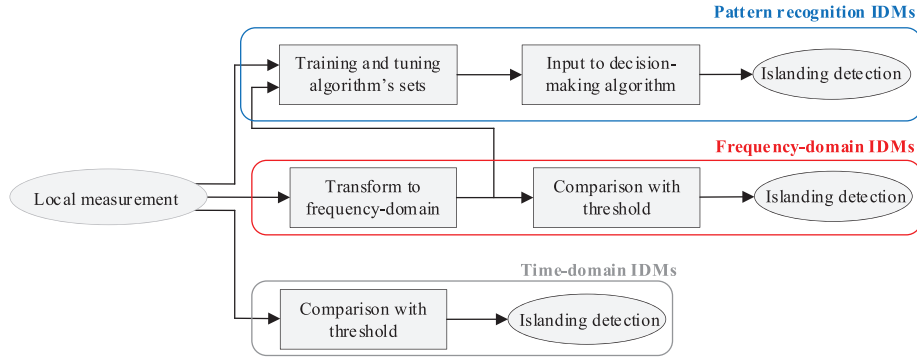 Pattern recognition IDMs
Training and tuning
algorithm's sets
Input to decision-
making algorithm
Islanding detection
Frequency-domain IDMs
Local measurement
Transform to
frequency-domain
Comparison with
threshold
Islanding detection
Time-domain IDMs
Comparison with
threshold
Islanding detection